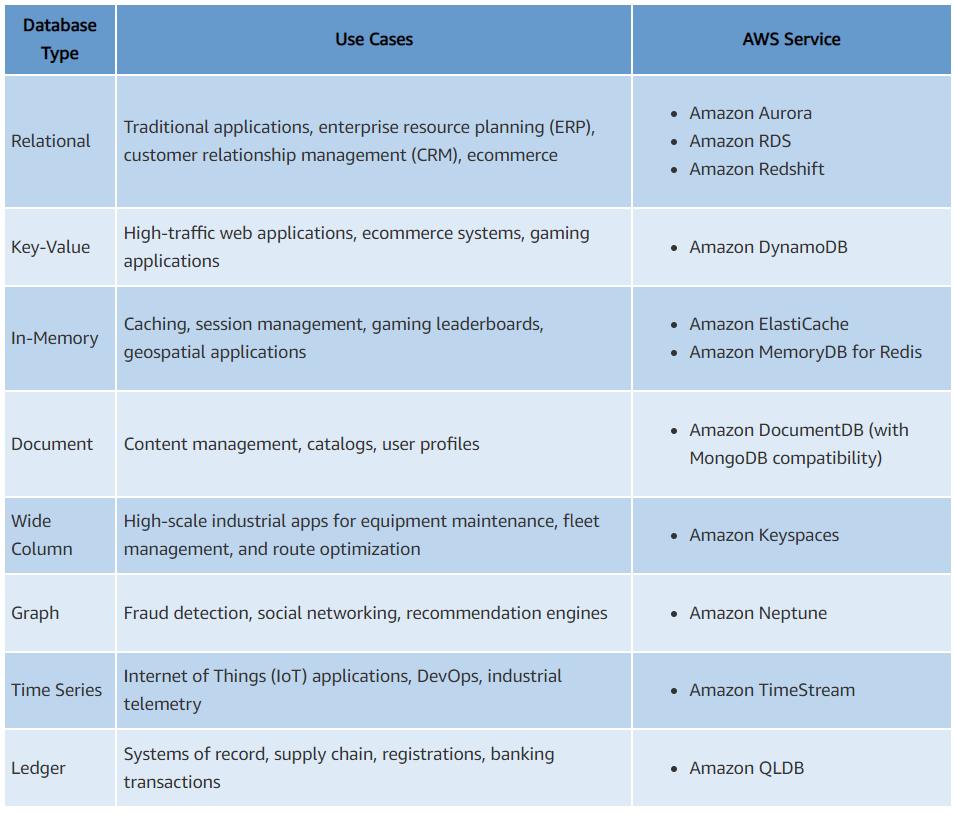 Database
Type
Use Cases
AWS Service
Relational
Traditional applications, enterprise resource planning (ERP),
customer relationship management (CRM), ecommerce
• Amazon Aurora
• Amazon RDS
• Amazon Redshift
Key-Value
High-traffic web applications, ecommerce systems, gaming
applications
• Amazon DynamoDB
In-Memory
Caching, session management, gaming leaderboards,
geospatial applications
• Amazon ElastiCache
• Amazon MemoryDB for Redis
Document
Content management, catalogs, user profiles
• Amazon DocumentDB (with
MongoDB compatibility)
Wide
Column
High-scale industrial apps for equipment maintenance, fleet
management, and route optimization
• Amazon Keyspaces
Graph
Fraud detection, social networking, recommendation engines
• Amazon Neptune
Time Series
Internet of Things (IoT) applications, DevOps, industrial
telemetry
• Amazon TimeStream
Ledger
Systems of record, supply chain, registrations, banking
transactions
• Amazon QLDB